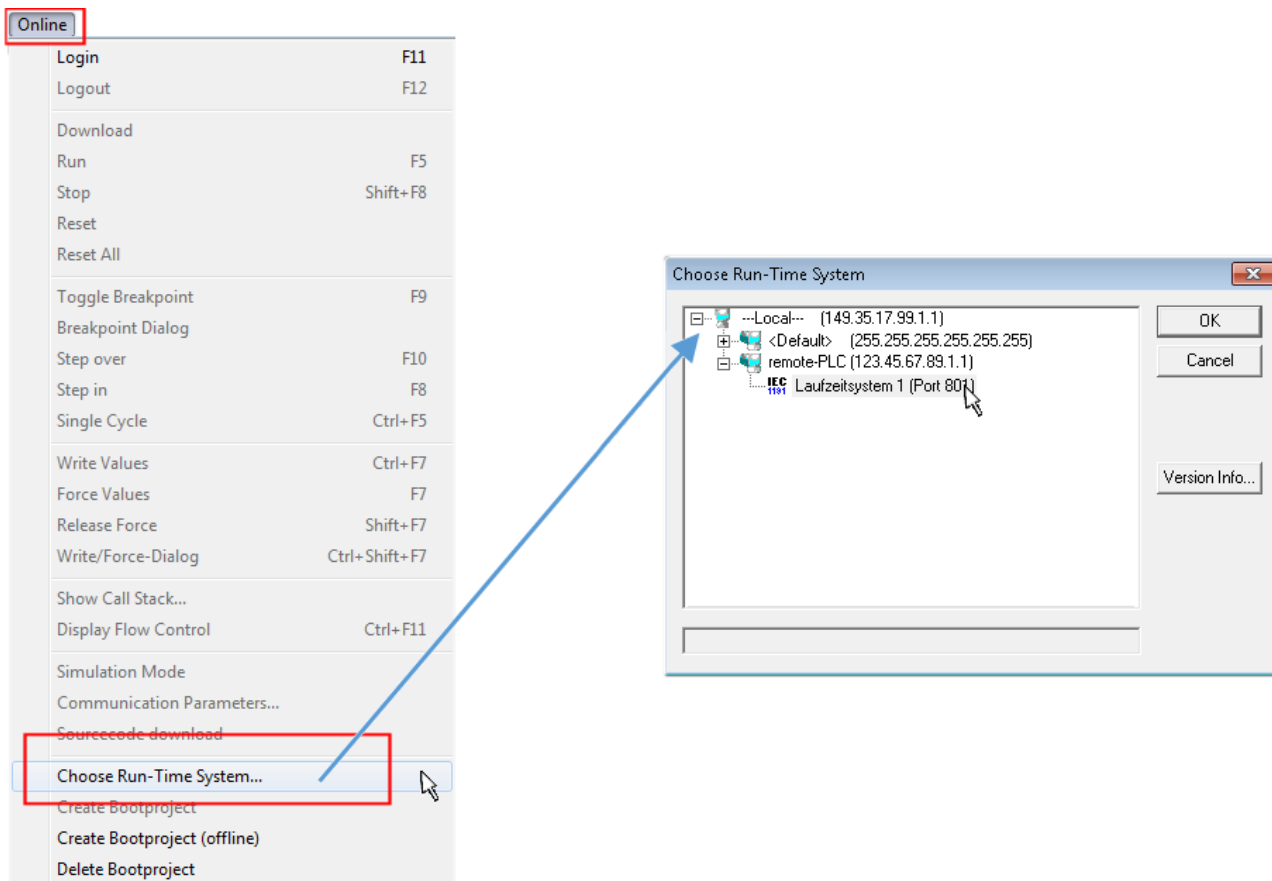 Online
Login F11
Logout F12
Download
Run F5
Stop Shift+F8
Reset
Reset All
Toggle Breakpoint F9
Breakpoint Dialog
Step over F10
Step in F8
Single Cycle Ctrl+F5
Write Values Ctrl+F7
Force Values F7
Release Force Shift+F7
Write/Force-Dialog Ctrl+Shift+F7
Show Call Stack...
Display Flow Control Ctrl+F11
Simulation Mode
Communication Parameters...
Sourcecode download
Choose Run-Time System...
Create Bootproject
Create Bootproject (offline)
Delete Bootproject
Choose Run-Time System
---Local--- (149.35.17.99.1.1)
<Default> (255.255.255.255.255.255)
remote-PLC (123.45.67.89.1.1)
IEC
1131
Laufzeitsystem 1 (Port 801)
OK
Cancel
Version Info...